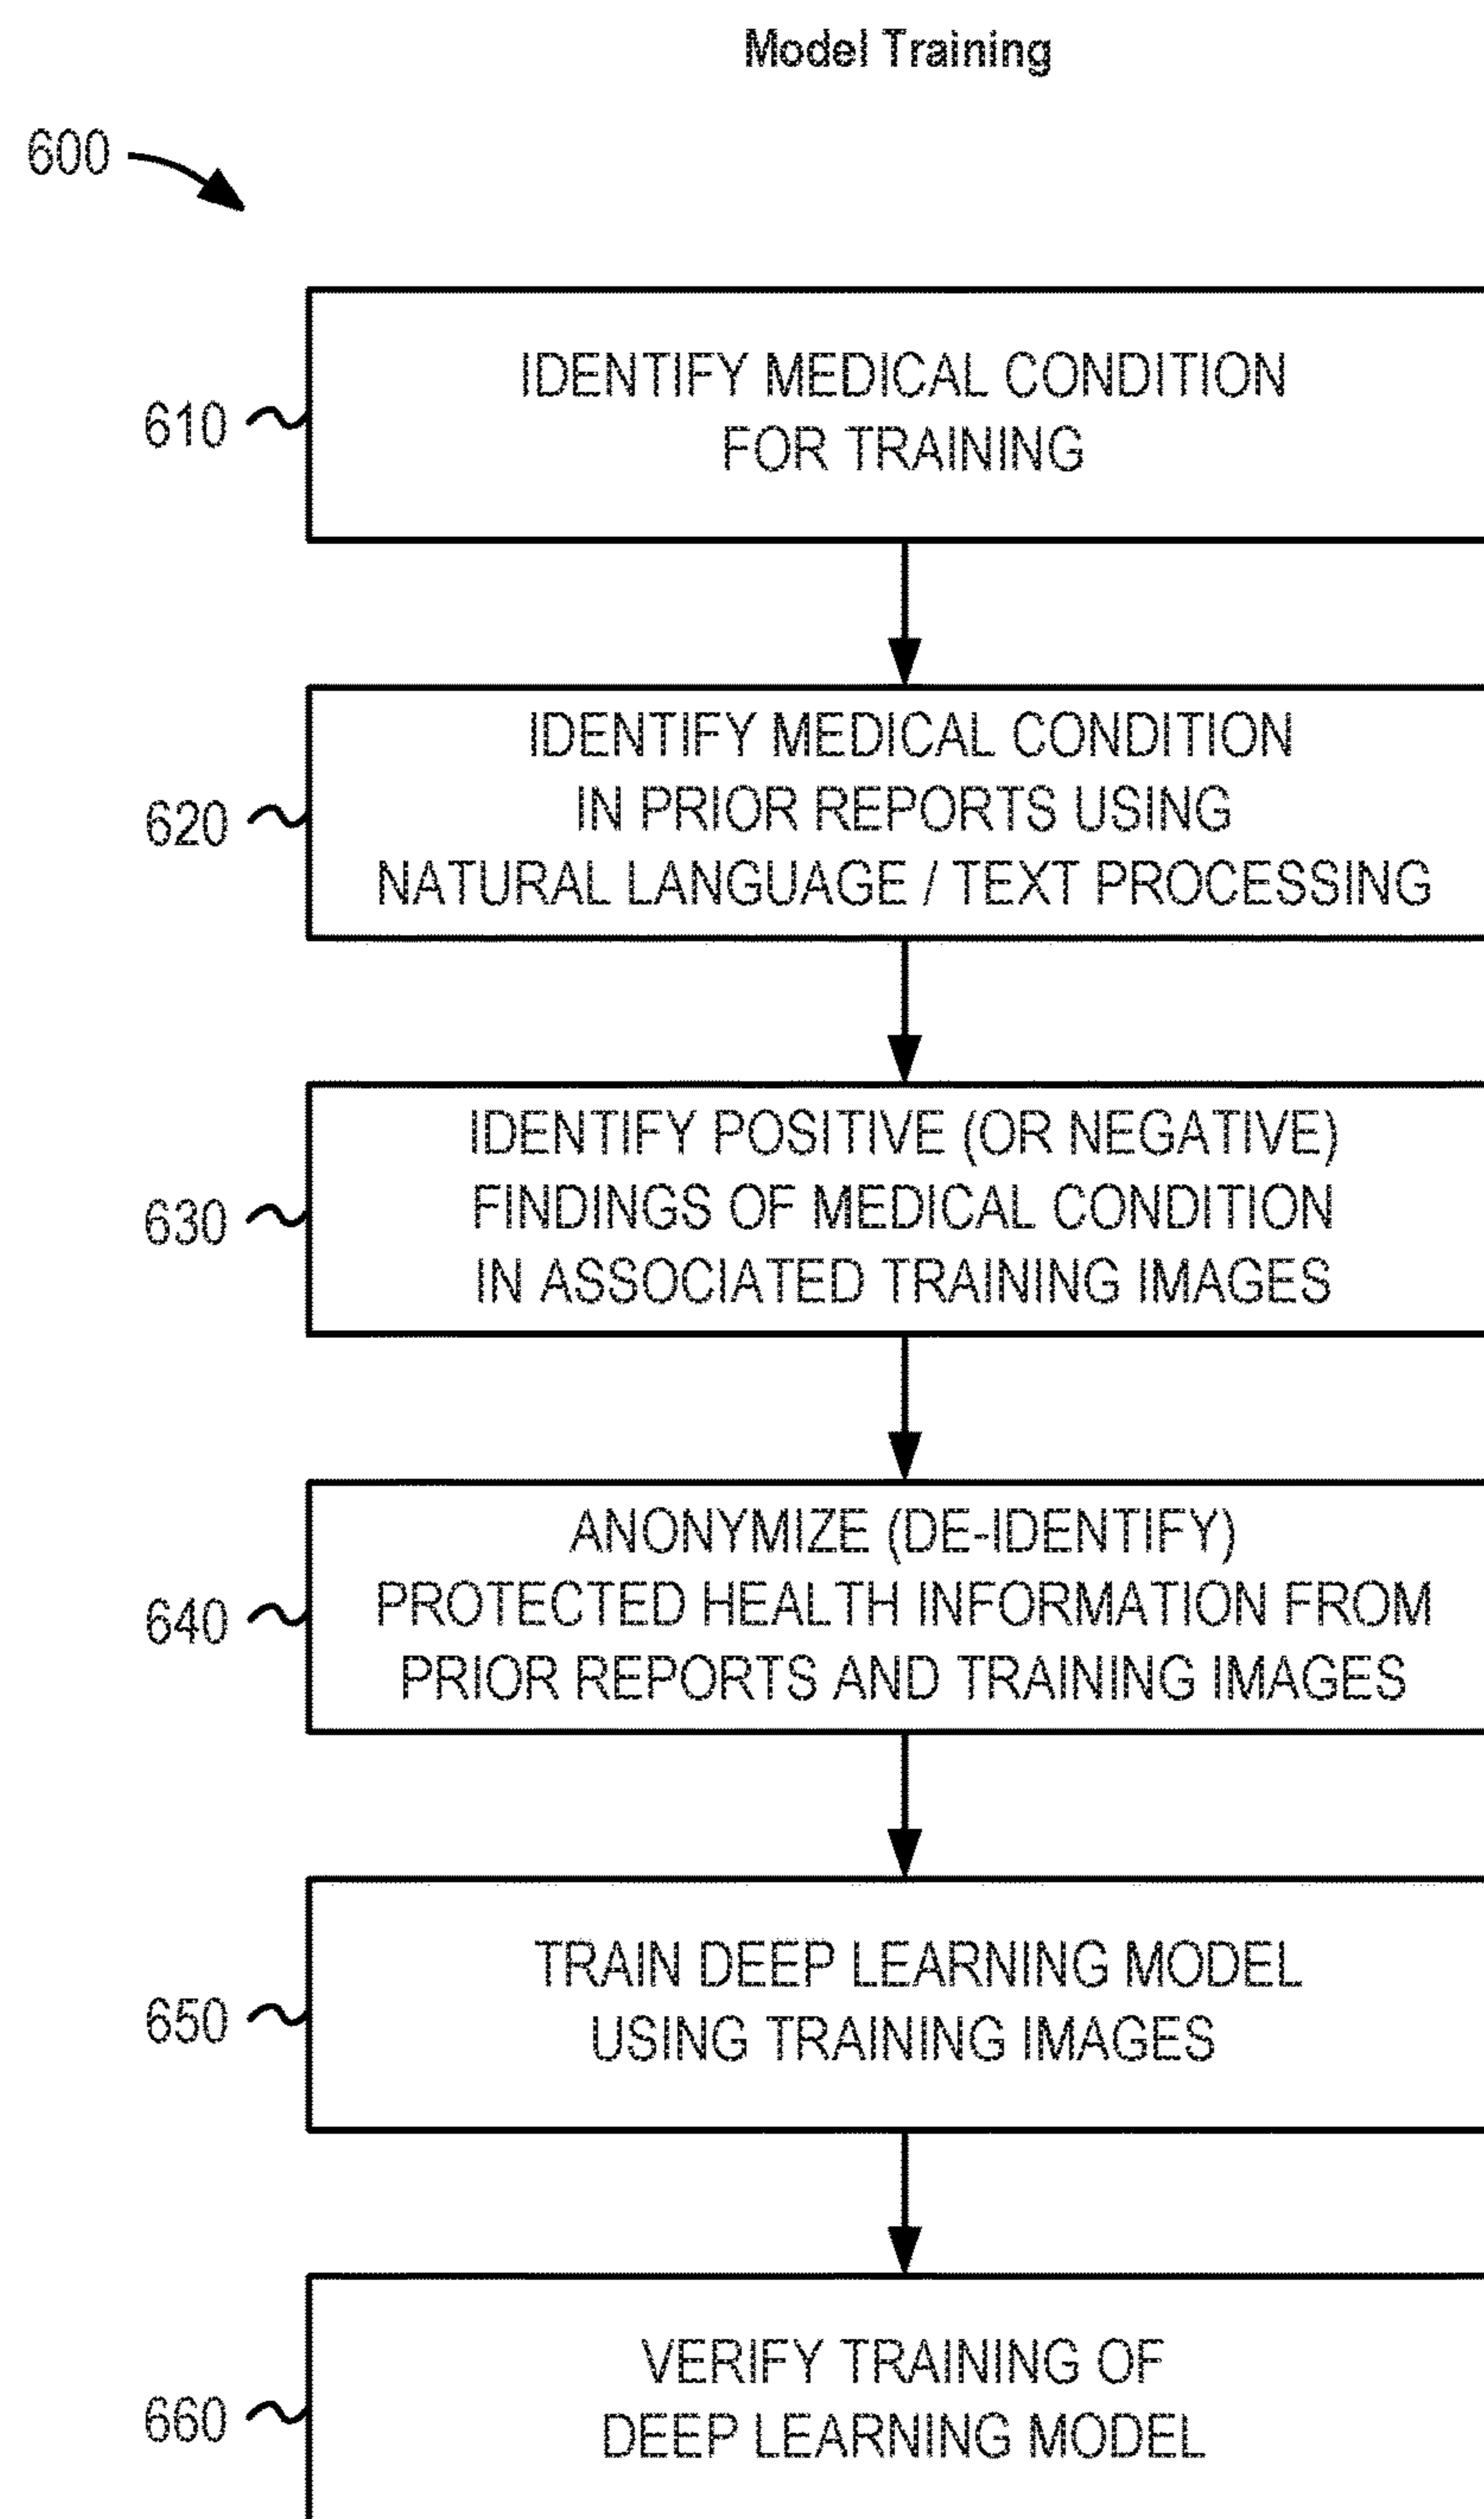 Model Training
600
610
IDENTIFY MEDICAL CONDITION
FOR TRAINING
620
IDENTIFY MEDICAL CONDITION
IN PRIOR REPORTS USING
NATURAL LANGUAGE / TEXT PROCESSING
630
IDENTIFY POSITIVE (OR NEGATIVE)
FINDINGS OF MEDICAL CONDITION
IN ASSOCIATED TRAINING IMAGES
640
ANONYMIZE (DE-IDENTIFY)
PROTECTED HEALTH INFORMATION FROM
PRIOR REPORTS AND TRAINING IMAGES
650
TRAIN DEEP LEARNING MODEL
USING TRAINING IMAGES
660
VERIFY TRAINING OF
DEEP LEARNING MODEL